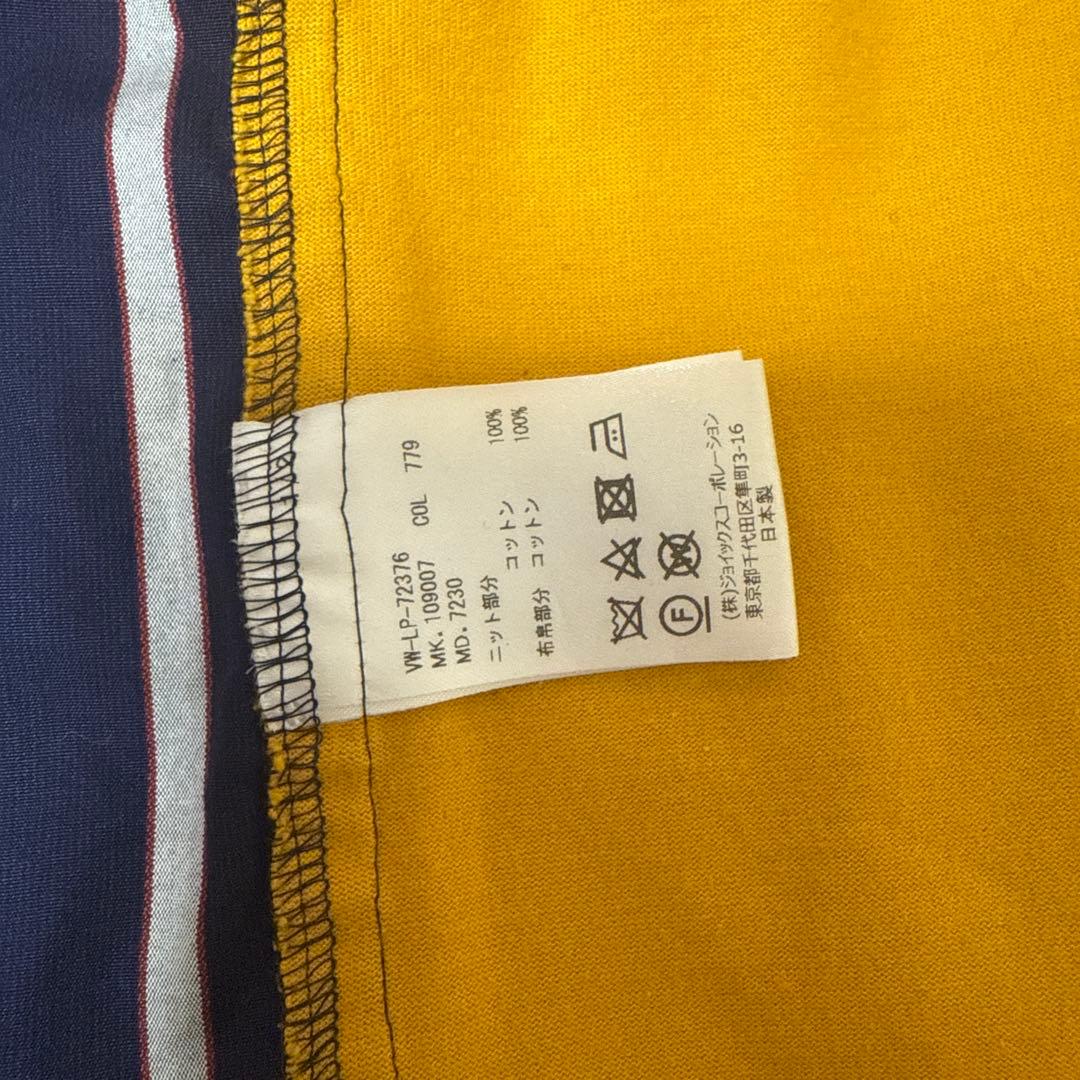 VW-LP-72376 COL 779
MK. 109007
MD. 7230
ニット部分
コットン 100%
布帛部分 コットン 100%
F W
(株)ジョイックスコーポレーション
東京都千代田区隼町3-16
日本製